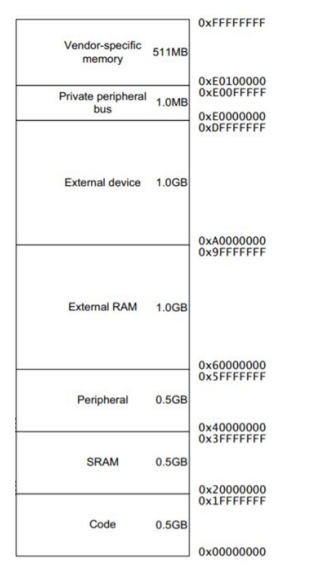 0xFFFFFFFF
Vendor-specific
memory
511MB
0xE0100000
0xE00FFFFF
Private peripheral
bus
1.0MB
0xE0000000
0xDFFFFFFF
External device
1.0GB
0xA0000000
0x9FFFFFFF
External RAM
1.0GB
0x60000000
0x5FFFFFFF
Peripheral
0.5GB
0x40000000
0x3FFFFFFF
SRAM
0.5GB
0x20000000
0x1FFFFFFF
Code
0.5GB
0x00000000